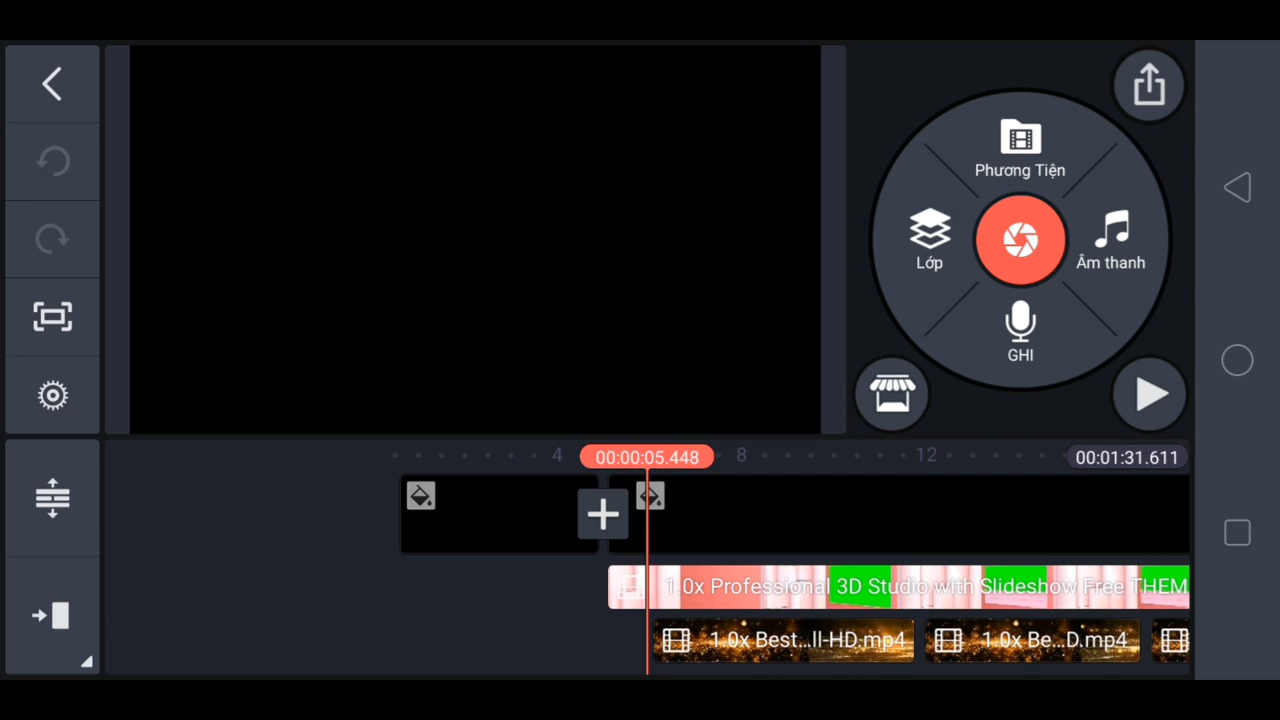 Phương Tiện
Lớp
Âm thanh
GHI
4
00:00:05.448
8
12
00:01:31.611
1.0x Professional 3D Studio with Slideshow Free THEM
1.0x Best...ll-HD.mp4
1.0x Be...D.mp4